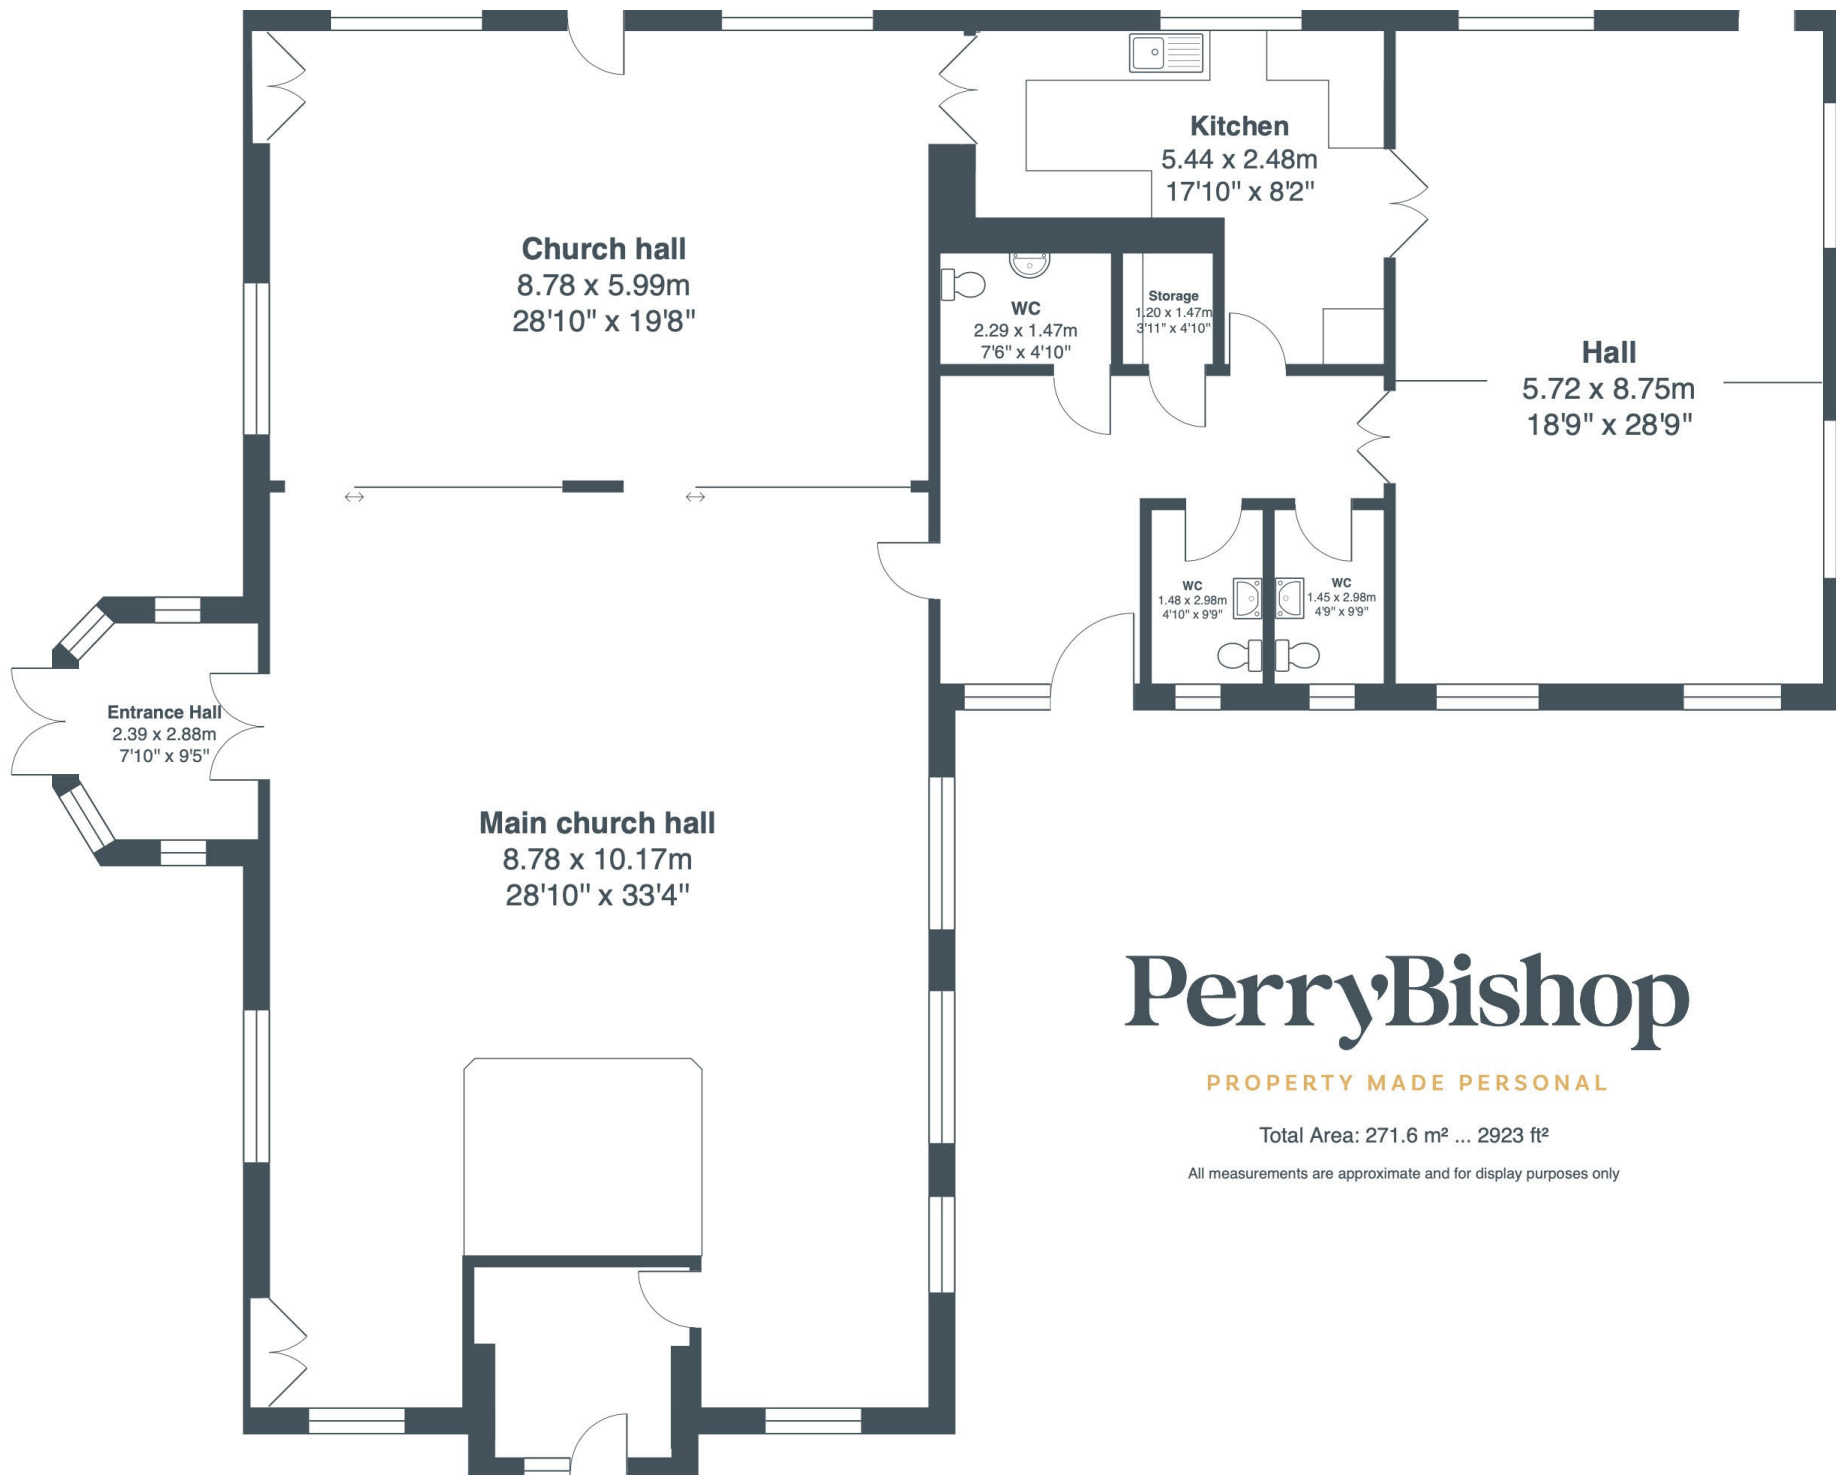 Kitchen
5.44 x 2.48m
17'10" x 8'2"
Church hall
8.78 x 5.99m
28'10" x 19'8"
WC
2.29 x 1.47m
7'6" x 4'10"
Storage
1.20 x 1.47m
3'11" x 4'10"
Hall
5.72 x 8.75m
18'9" x 28'9"
WC
1.48 x 2.98m
4'10" x 9'9"
WC
1.45 x 2.98m
4'9" x 9'9"
Entrance Hall
2.39 x 2.88m
7'10" x 9'5"
Main church hall
8.78 x 10.17m
28'10" x 33'4"
Perry'Bishop
PROPERTY MADE PERSONAL
Total Area: 271.6 m² ... 2923 ft²
All measurements are approximate and for display purposes only